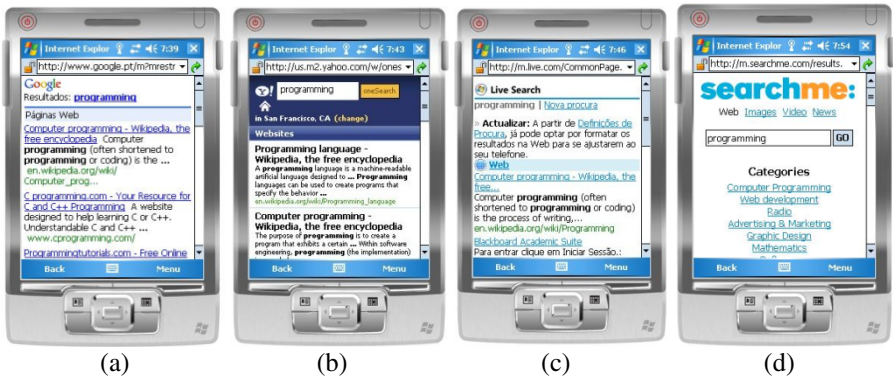 Internet Explor 7:39
http://www.google.pt/m?mrestr
Google
Resultados: programming
Páginas Web
Computer programming - Wikipedia, the
free encyclopedia Computer
programming (often shortened to
programming or coding) is the ...
en.wikipedia.org/wiki/
Computer_prog...
C programming.com - Your Resource for
C and C++ Programming A website
designed to help learning C or C++.
Understandable C and C++ ...
www.cprogramming.com/
Programmingtutorials.com - Free Online
Back Menu
(a)
Internet Explor 7:43
http://us.m2.yahoo.com/w/ones
Y! programming oneSearch
in San Francisco, CA (change)
Websites
Programming language -
Wikipedia, the free encyclopedia
A programming language is a machine-readable
artificial language designed to ... Programming
languages can be used to create programs that
specify the behavior ...
en.wikipedia.org/wiki/Programming_language
Computer programming -
Wikipedia, the free encyclopedia
The purpose of programming is to create a
program that exhibits a certain ... Within software
engineering, programming (the implementation)
Back Menu
(b)
Internet Explor 7:46
http://m.live.com/CommonPage.
Live Search
programming | Nova procura
» Actualizar: A partir de Definições de
Procura, já pode optar por formatar os
resultados na Web para se ajustarem ao
seu telefone.
Web
Computer programming - Wikipedia, the
free...
Computer programming (often
shortened to programming or coding)
is the process of writing,...
en.wikipedia.org/wiki/Programming
Blackboard Academic Suite
Para entrar clique em Iniciar Sessão.:
Back Menu
(c)
Internet Explor 7:54
http://m.searchme.com/results.
searchme:
Web Images Video News
programming GO
Categories
Computer Programming
Web development
Radio
Advertising & Marketing
Graphic Design
Mathematics
Back Menu
(d)